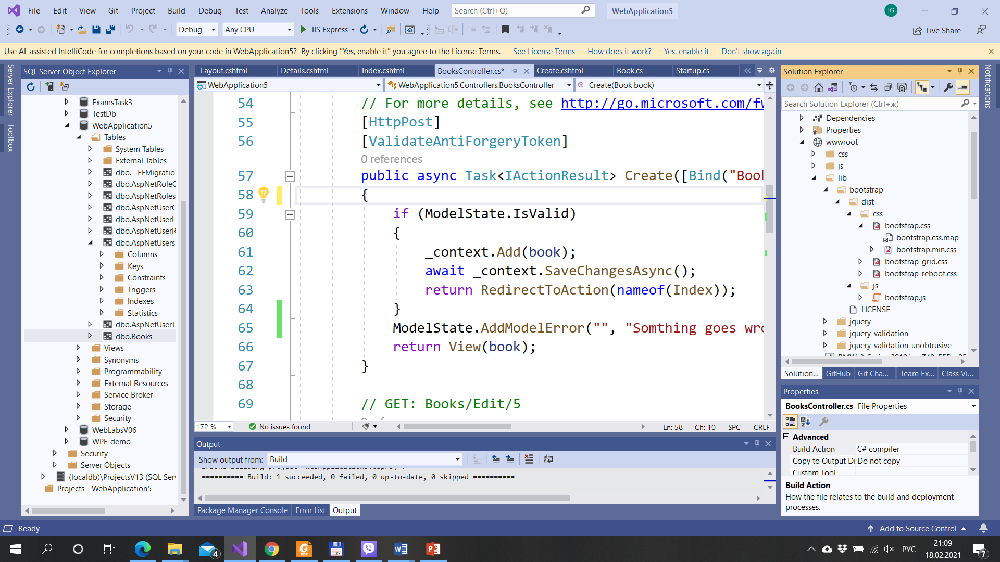 File Edit View Git Project Build Debug Test Analyze Tools Extensions Window Help Search (Ctrl+Q) WebApplication5 IG
Debug Any CPU IIS Express Live Share
Use AI-assisted IntelliCode for completions based on your code in WebApplication5? By clicking "Yes, enable it" you agree to the License Terms. See License Terms How does it work? Yes, enable it Don't show again
Server Explorer
Toolbox
SQL Server Object Explorer
ExamsTask3
TestDb
WebApplication5
Tables
System Tables
External Tables
dbo.__EFMigratio
dbo.AspNetRoleC
dbo.AspNetRoles
dbo.AspNetUserC
dbo.AspNetUserL
dbo.AspNetUserR
dbo.AspNetUsers
Columns
Keys
Constraints
Triggers
Indexes
Statistics
dbo.AspNetUserT
dbo.Books
Views
Synonyms
Programmability
External Resources
Service Broker
Storage
Security
WebLabsV06
WPF_demo
Security
Server Objects
(localdb)\ProjectsV13 (SQL Ser
Projects - WebApplication5
_Layout.cshtml Details.cshtml Index.cshtml BooksController.cs* Create.cshtml Book.cs Startup.cs
WebApplication5 WebApplication5.Controllers.BooksController Create(Book book)
54 // For more details, see http://go.microsoft.com/fw
55 [HttpPost]
56 [ValidateAntiForgeryToken]
0 references
57 public async Task<IActionResult> Create([Bind("Book
58 {
59 if (ModelState.IsValid)
60 {
61 _context.Add(book);
62 await _context.SaveChangesAsync();
63 return RedirectToAction(nameof(Index));
64 }
65 ModelState.AddModelError("", "Somthing goes wro
66 return View(book);
67 }
68
69 // GET: Books/Edit/5
172 % No issues found Ln: 58 Ch: 10 SPC CRLF
Output
Show output from: Build
========== Build: 1 succeeded, 0 failed, 0 up-to-date, 0 skipped ==========
Package Manager Console Error List Output
Solution Explorer
Search Solution Explorer (Ctrl+ж)
Dependencies
Properties
wwwroot
css
js
lib
bootstrap
dist
css
bootstrap.css
bootstrap.css.map
bootstrap.min.css
bootstrap-grid.css
bootstrap-reboot.css
js
bootstrap.js
LICENSE
jquery
jquery-validation
jquery-validation-unobtrusive
Solution... GitHub Git Cha... Team Ex... Class Vi...
Properties
BooksController.cs File Properties
Advanced
Build Action C# compiler
Copy to Output Di Do not copy
Custom Tool
Build Action
How the file relates to the build and deployment
processes.
Notifications
Ready Add to Source Control
4 PDF 64 РУС 21:09
18.02.2021 7